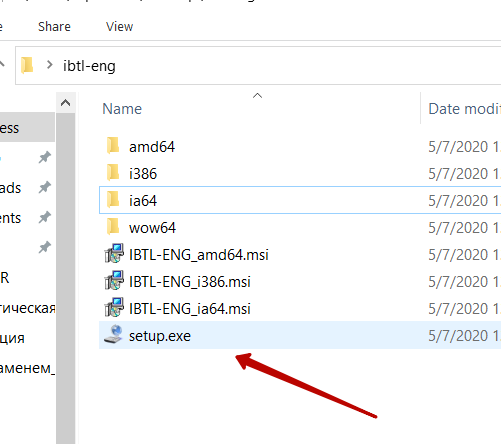 Share View
ibtl-eng
Name Date modif
ess
amd64 5/7/2020 1
i386 5/7/2020 1
ads ia64 5/7/2020 1
ents wow64 5/7/2020 1
IBTL-ENG_amd64.msi 5/7/2020 1
R IBTL-ENG_i386.msi 5/7/2020 1
тическая IBTL-ENG_ia64.msi 5/7/2020 1
ция setup.exe 5/7/2020 1
аменем_